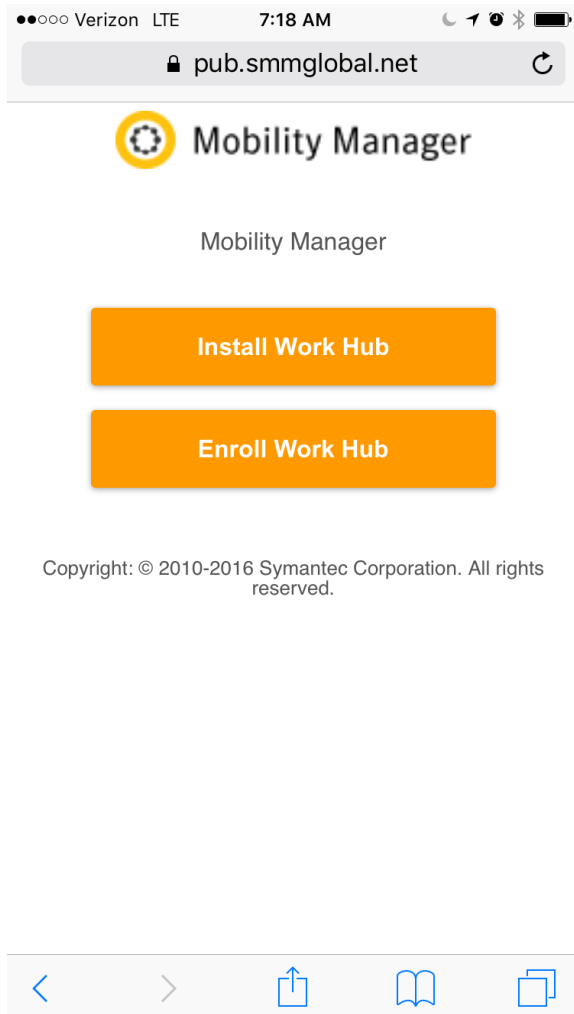 Verizon LTE 7:18 AM
pub.smmglobal.net
Mobility Manager
Mobility Manager
Install Work Hub
Enroll Work Hub
Copyright: © 2010-2016 Symantec Corporation. All rights
reserved.